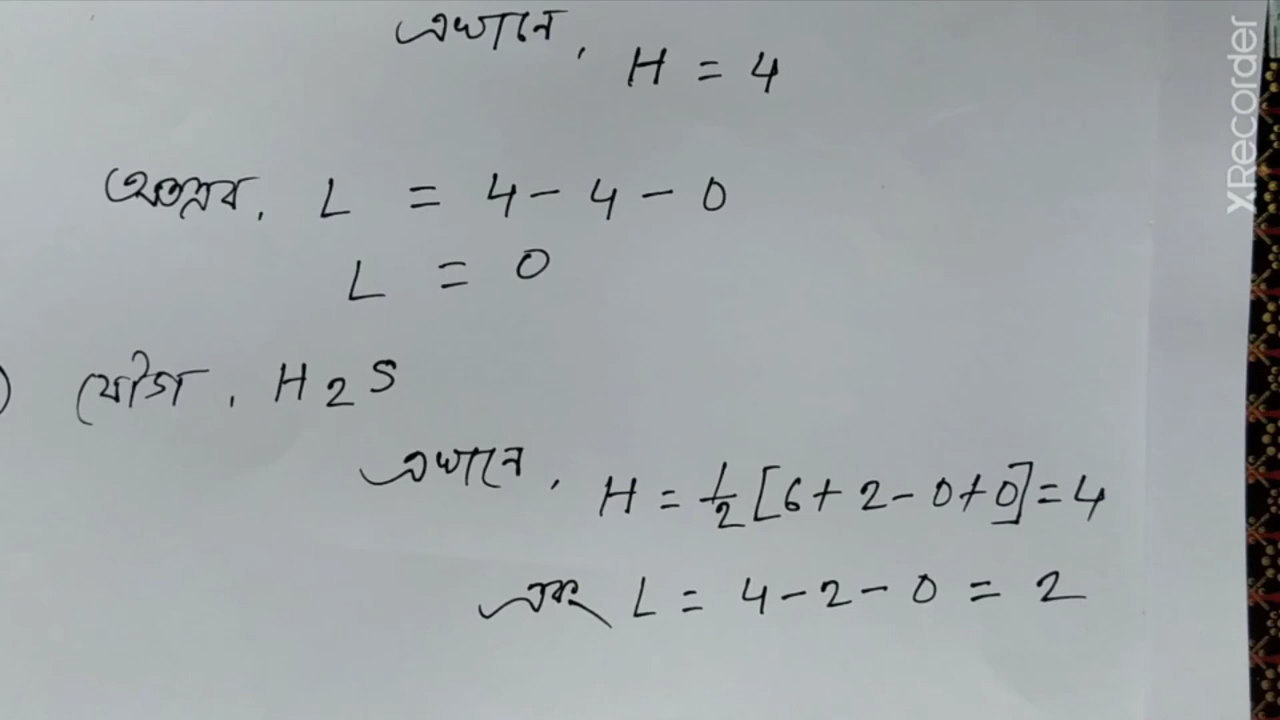 এখানে, H = 4
অতএব, L = 4 - 4 - 0
L = 0
) যৌগ, H2S
এখানে, H = 1/2 [6 + 2 - 0 + 0] = 4
এবং L = 4 - 2 - 0 = 2
XRecorder